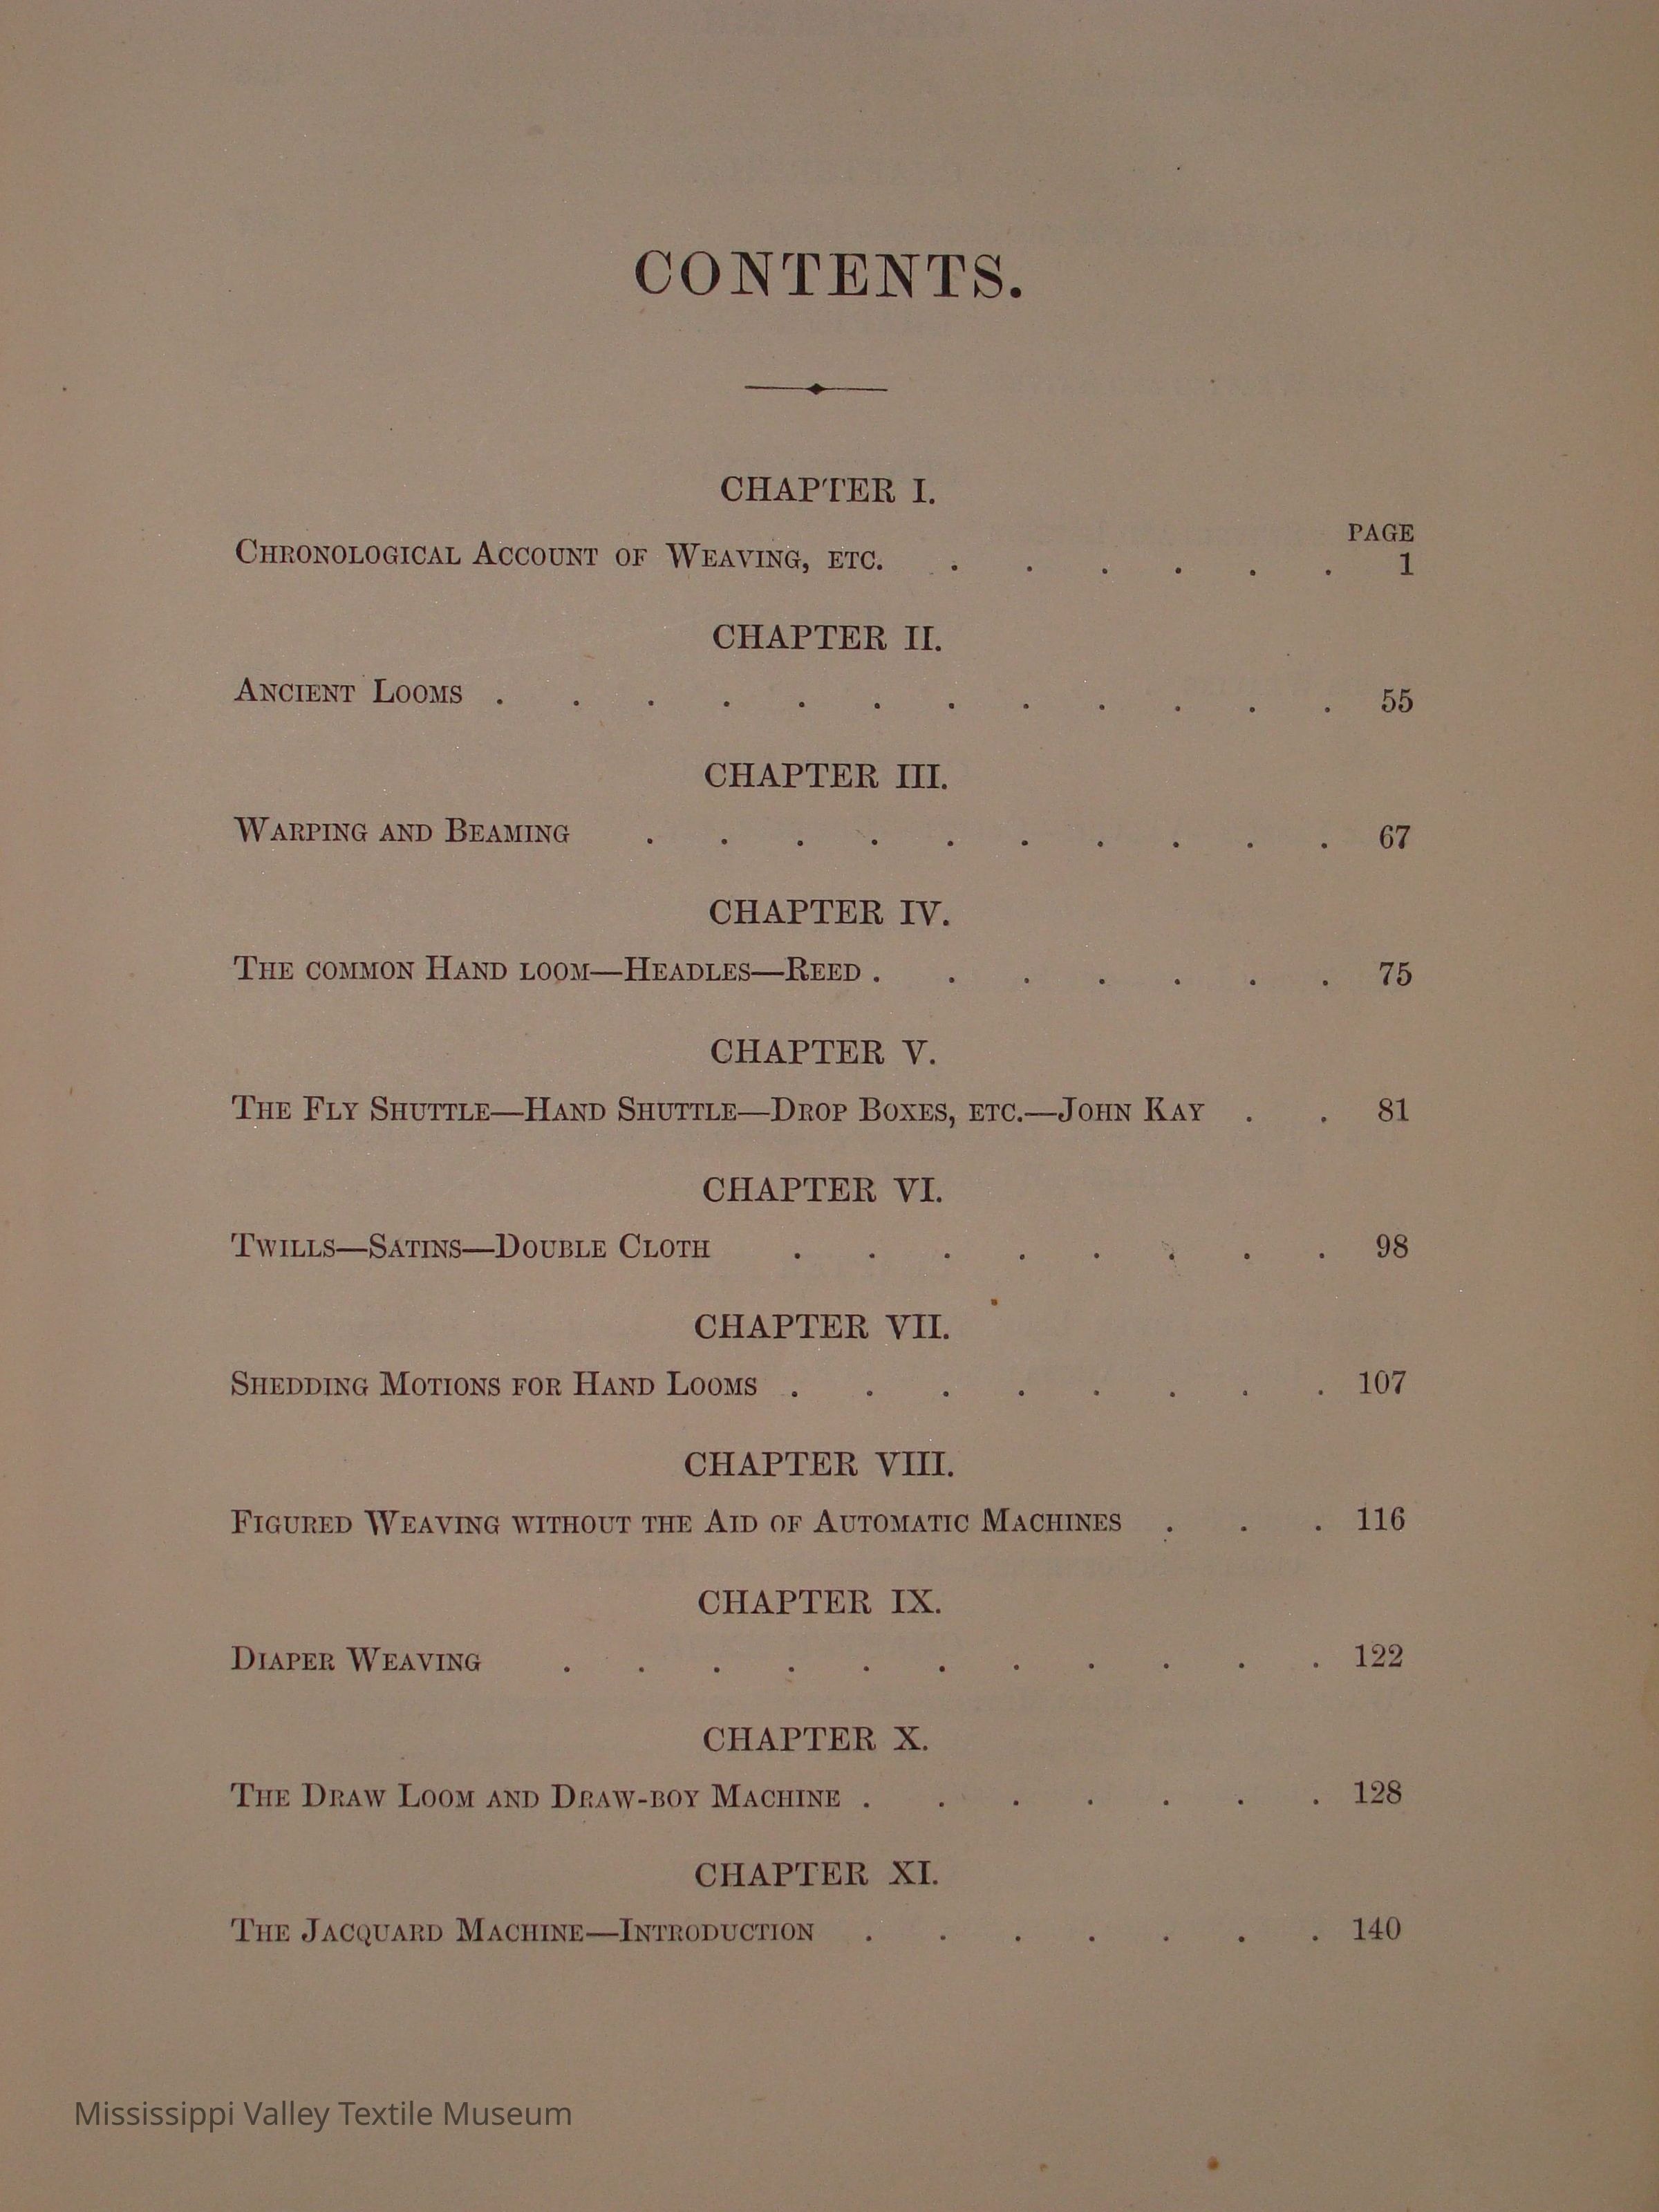 CONTENTS.
CHAPTER I.
PAGE
CHRONOLOGICAL ACCOUNT OF WEAVING, ETC. . . . . . . 1
CHAPTER II.
ANCIENT LOOMS . . . . . . . . . . . . 55
CHAPTER III.
WARPING AND BEAMING . . . . . . . . . . 67
CHAPTER IV.
THE COMMON HAND LOOM—HEADLES—REED . . . . . . . 75
CHAPTER V.
THE FLY SHUTTLE—HAND SHUTTLE—DROP BOXES, ETC.—JOHN KAY . . 81
CHAPTER VI.
TWILLS—SATINS—DOUBLE CLOTH . . . . . . . . 98
CHAPTER VII.
SHEDDING MOTIONS FOR HAND LOOMS . . . . . . . . 107
CHAPTER VIII.
FIGURED WEAVING WITHOUT THE AID OF AUTOMATIC MACHINES . . . 116
CHAPTER IX.
DIAPER WEAVING . . . . . . . . . . . 122
CHAPTER X.
THE DRAW LOOM AND DRAW-BOY MACHINE . . . . . . . 128
CHAPTER XI.
THE JACQUARD MACHINE—INTRODUCTION . . . . . . . 140
Mississippi Valley Textile Museum